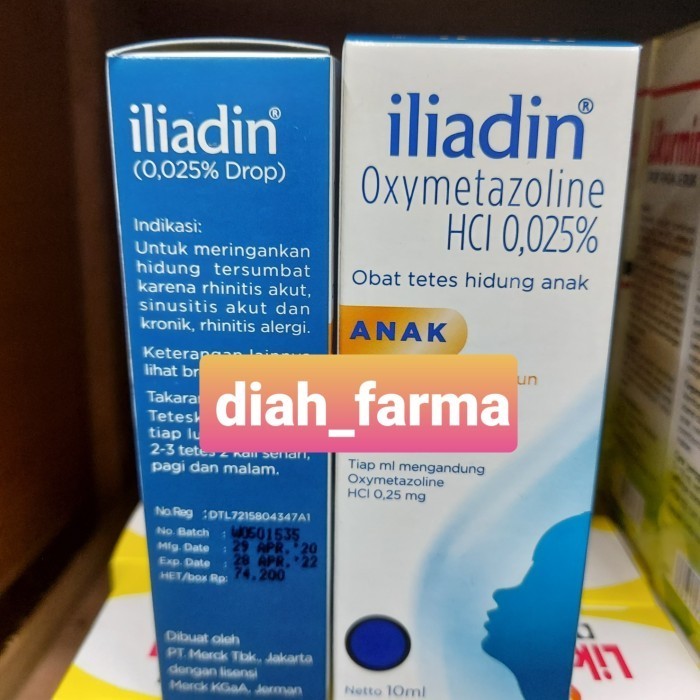 iliadin®
(0,025% Drop)
Indikasi:
Untuk meringankan
hidung tersumbat
karena rhinitis akut,
sinusitis akut dan
kronik, rhinitis alergi.
Keterangan
lihat
Teteskan
tiap
2-3 tetes 2 kali sehari,
pagi dan malam.
No.Reg : DTL7215804347A1
No. Batch : W0501535
Mfg. Date : 29 APR.'20
Exp. Date : 28 APR.'22
HET/box Rp: 74,200
Dibuat oleh
PT. Merck Tbk., Jakarta
dengan lisensi
Merck KGaA, Jerman
iliadin®
Oxymetazoline
HCl 0,025%
Obat tetes hidung anak
ANAK
diah_farma
Tiap ml mengandung
Oxymetazoline
HCl 0,25 mg
Netto 10ml